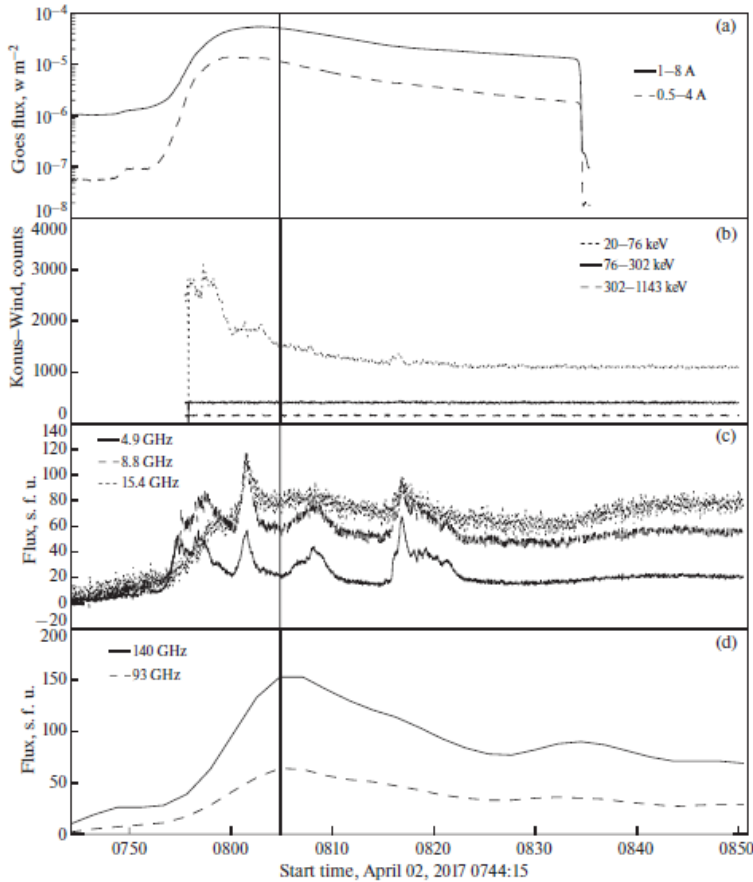 (a)
Goes flux, w m−2
10−4
10−5
10−6
10−7
10−8
1–8 A
0.5–4 A
(b)
Konus–Wind, counts
4000
3000
2000
1000
0
20–76 keV
76–302 keV
302–1143 keV
(c)
Flux, s. f. u.
140
120
100
80
60
40
20
0
−20
4.9 GHz
8.8 GHz
15.4 GHz
(d)
Flux, s. f. u.
200
150
100
50
0
140 GHz
93 GHz
0750 0800 0810 0820 0830 0840 0850
Start time, April 02, 2017 0744:15